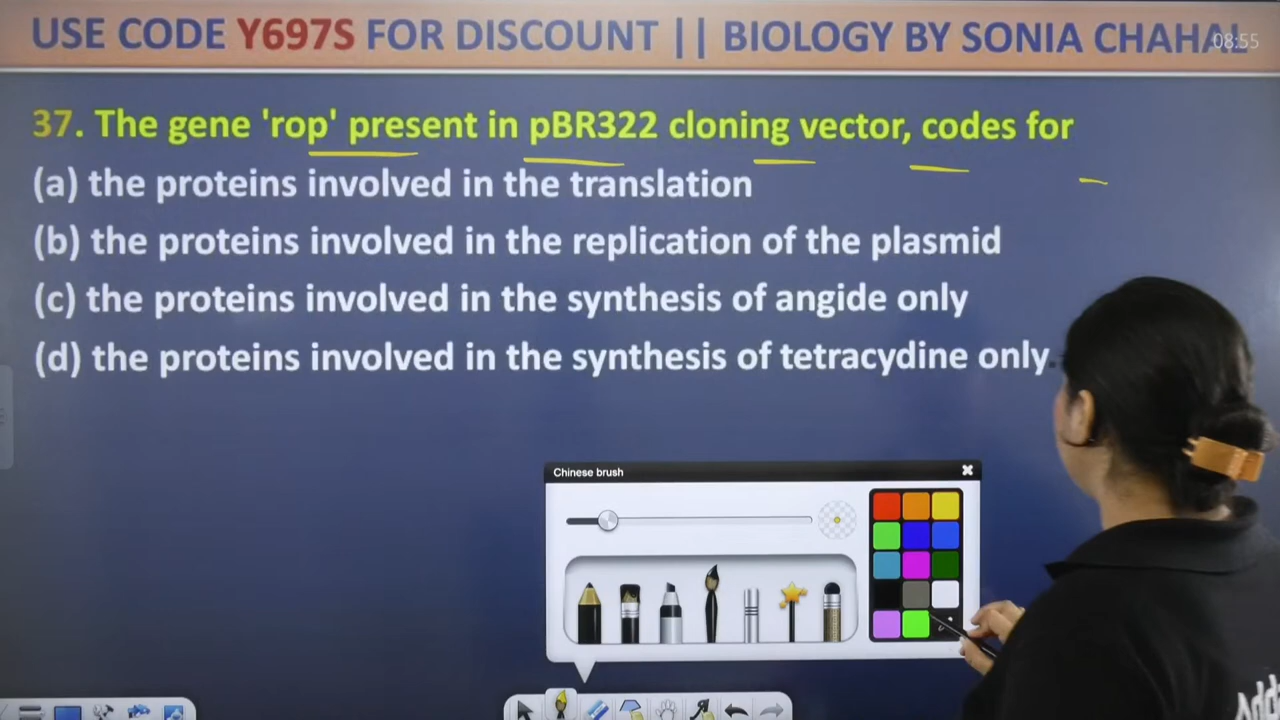 USE CODE Y697S FOR DISCOUNT || BIOLOGY BY SONIA CHAHAL
08:55
37. The gene 'rop' present in pBR322 cloning vector, codes for
(a) the proteins involved in the translation
(b) the proteins involved in the replication of the plasmid
(c) the proteins involved in the synthesis of angide only
(d) the proteins involved in the synthesis of tetracydine only.
Chinese brush